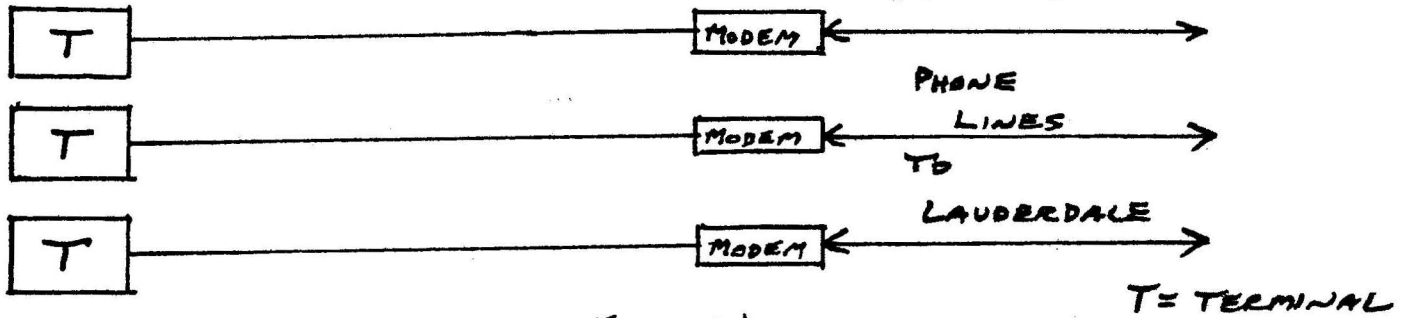 T MODEM
PHONE
LINES
T MODEM
TO
LAUDERDALE
T MODEM
T = TERMINAL